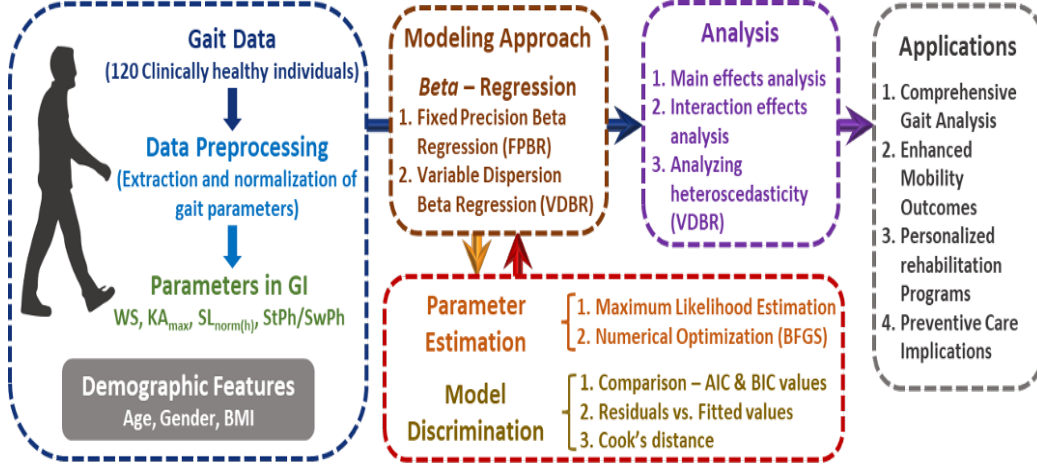 Gait Data
(120 Clinically healthy individuals)
Data Preprocessing
(Extraction and normalization of
gait parameters)
Parameters in GI
WS, KAmax, SLnorm(h), StPh/SwPh
Demographic Features
Age, Gender, BMI
Modeling Approach
Beta – Regression
1. Fixed Precision Beta
Regression (FPBR)
2. Variable Dispersion
Beta Regression (VDBR)
Analysis
1. Main effects analysis
2. Interaction effects
analysis
3. Analyzing
heteroscedasticity
(VDBR)
Parameter
Estimation
1. Maximum Likelihood Estimation
2. Numerical Optimization (BFGS)
Model
Discrimination
1. Comparison – AIC & BIC values
2. Residuals vs. Fitted values
3. Cook's distance
Applications
1. Comprehensive
Gait Analysis
2. Enhanced
Mobility
Outcomes
3. Personalized
rehabilitation
Programs
4. Preventive Care
Implications